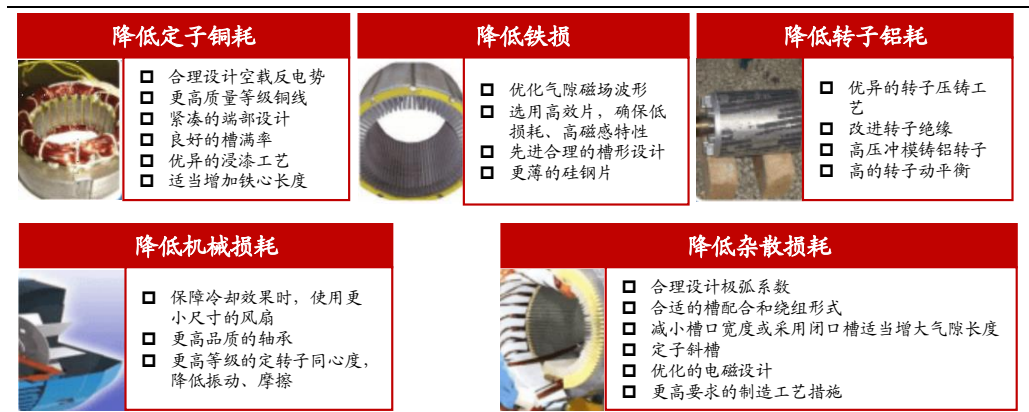 降低定子铜耗
合理设计空载反电势
更高质量等级铜线
紧凑的端部设计
良好的槽满率
优异的浸漆工艺
适当增加铁心长度
降低铁损
优化气隙磁场波形
选用高效片，确保低
损耗、高磁感特性
先进合理的槽形设计
更薄的硅钢片
降低转子铝耗
优异的转子压铸工
艺
改进转子绝缘
高压冲模铸铝转子
高的转子动平衡
降低机械损耗
保障冷却效果时，使用更
小尺寸的风扇
更高品质的轴承
更高等级的定转子同心度，
降低振动、摩擦
降低杂散损耗
合理设计极弧系数
合适的槽配合和绕组形式
减小槽口宽度或采用闭口槽适当增大气隙长度
定子斜槽
优化的电磁设计
更高要求的制造工艺措施